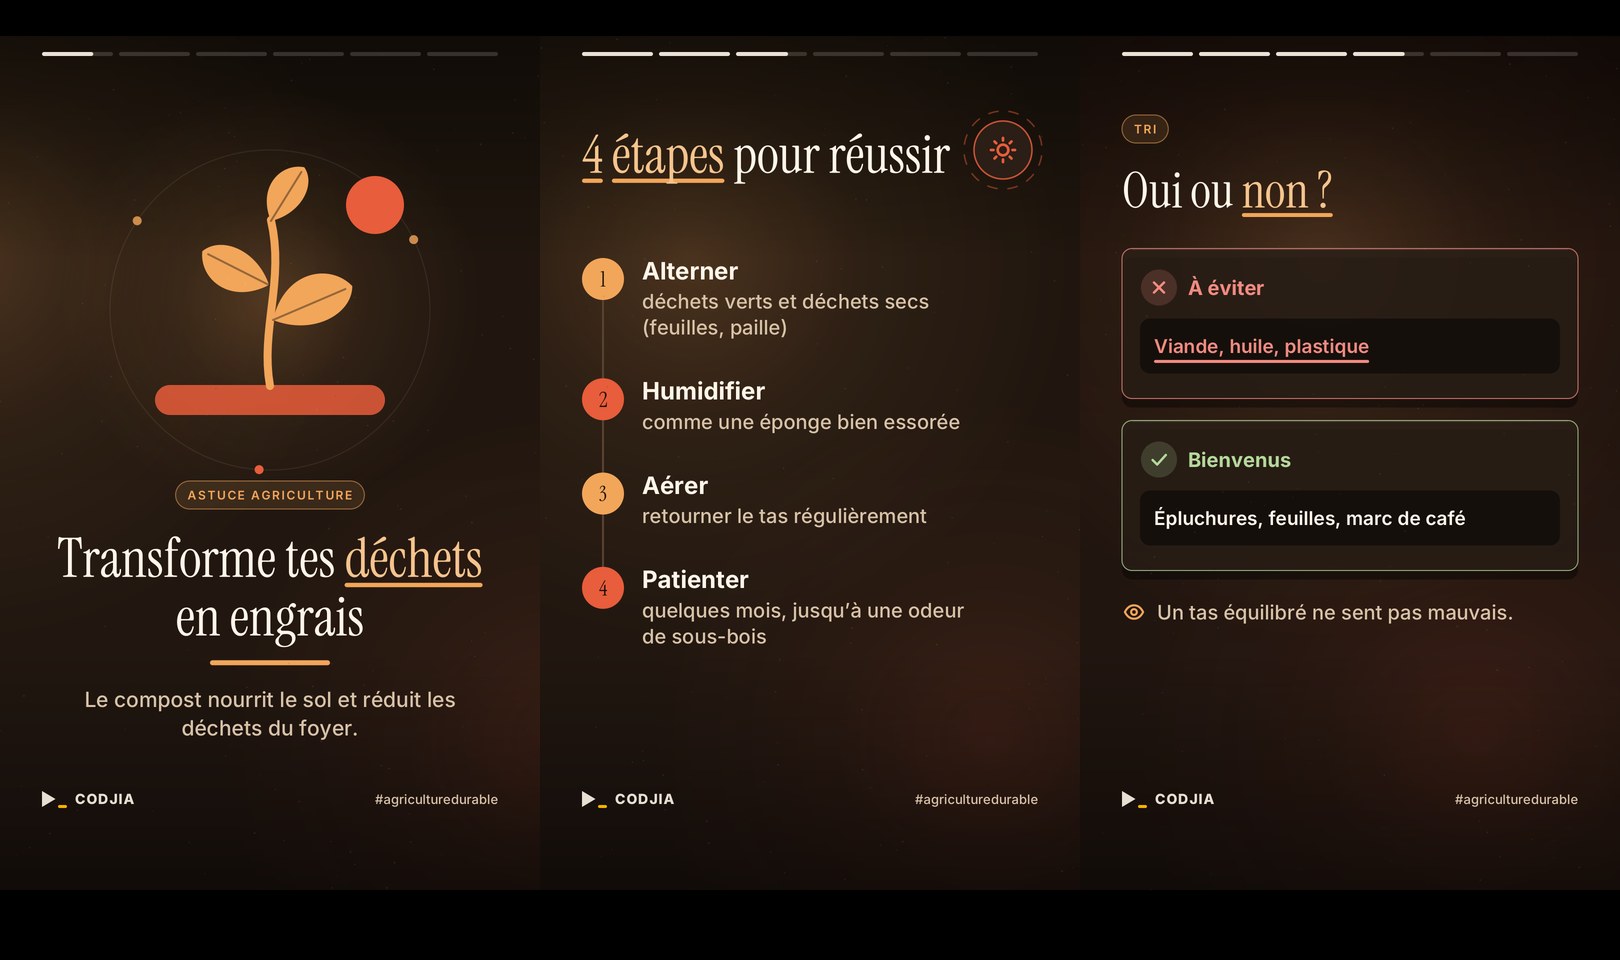 ASTUCE AGRICULTURE
Transforme tes déchets
en engrais
Le compost nourrit le sol et réduit les
déchets du foyer.
CODJIA
#agriculturedurable
4 étapes pour réussir
1
Alterner
déchets verts et déchets secs
(feuilles, paille)
2
Humidifier
comme une éponge bien essorée
3
Aérer
retourner le tas régulièrement
4
Patienter
quelques mois, jusqu’à une odeur
de sous-bois
CODJIA
#agriculturedurable
TRI
Oui ou non ?
À éviter
Viande, huile, plastique
Bienvenus
Épluchures, feuilles, marc de café
Un tas équilibré ne sent pas mauvais.
CODJIA
#agriculturedurable